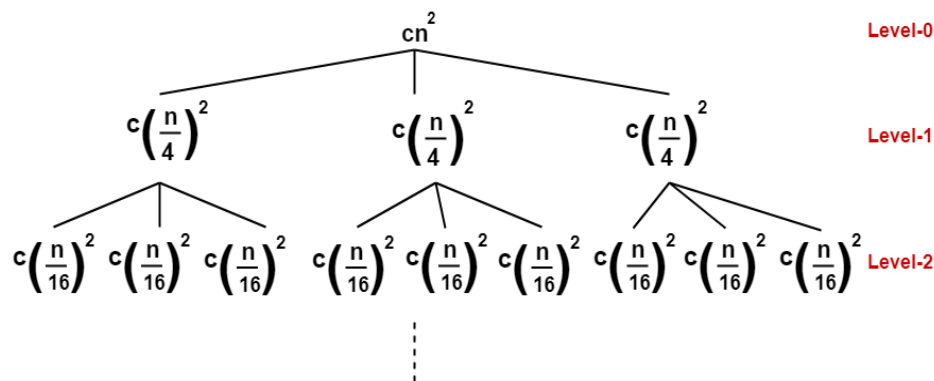 cn² Level-0
c(n/4)² c(n/4)² c(n/4)² Level-1
c(n/16)² c(n/16)² c(n/16)² c(n/16)² c(n/16)² c(n/16)² c(n/16)² c(n/16)² c(n/16)² Level-2